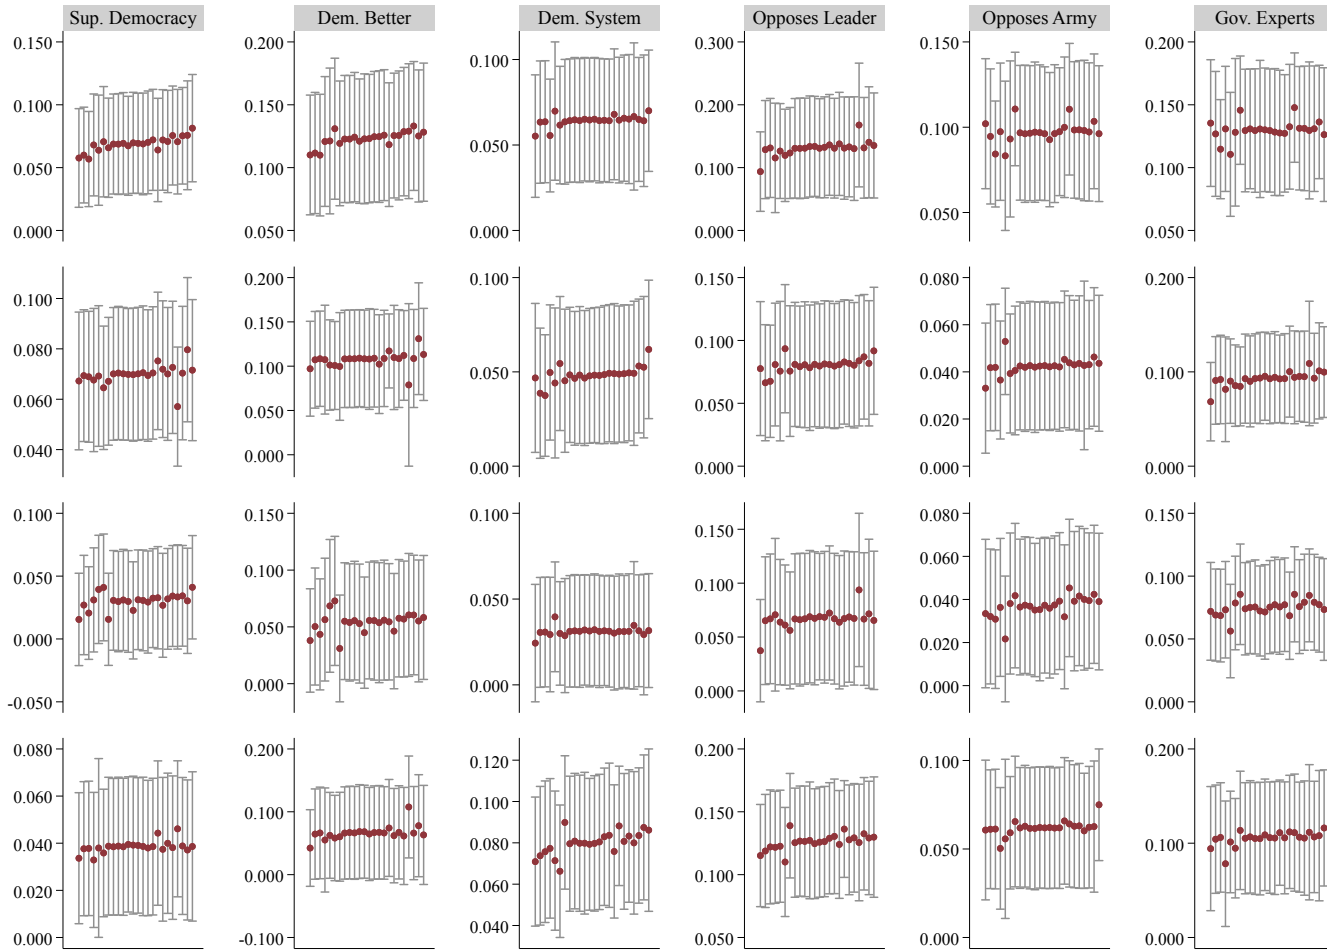 Sup. Democracy Dem. Better Dem. System Opposes Leader Opposes Army Gov. Experts
0.150 0.200 0.100 0.300 0.150 0.200
0.100 0.150 0.050 0.200 0.100 0.150
0.050 0.100 0.000 0.100 0.050 0.100
0.000 0.050 0.000 0.050
0.100 0.200 0.100 0.150 0.080 0.200
0.080 0.150 0.050 0.100 0.060 0.100
0.060 0.100 0.000 0.050 0.040 0.000
0.040 0.050 0.000 0.020
0.000 0.000
0.100 0.150 0.100 0.150 0.080 0.150
0.050 0.100 0.050 0.100 0.060 0.100
0.000 0.050 0.000 0.050 0.040 0.050
-0.050 0.000 0.000 0.020 0.000
0.000
0.080 0.200 0.120 0.200 0.100 0.200
0.060 0.100 0.100 0.150 0.050 0.100
0.040 0.000 0.080 0.100 0.000 0.000
0.020 -0.100 0.060 0.050
0.000 0.040